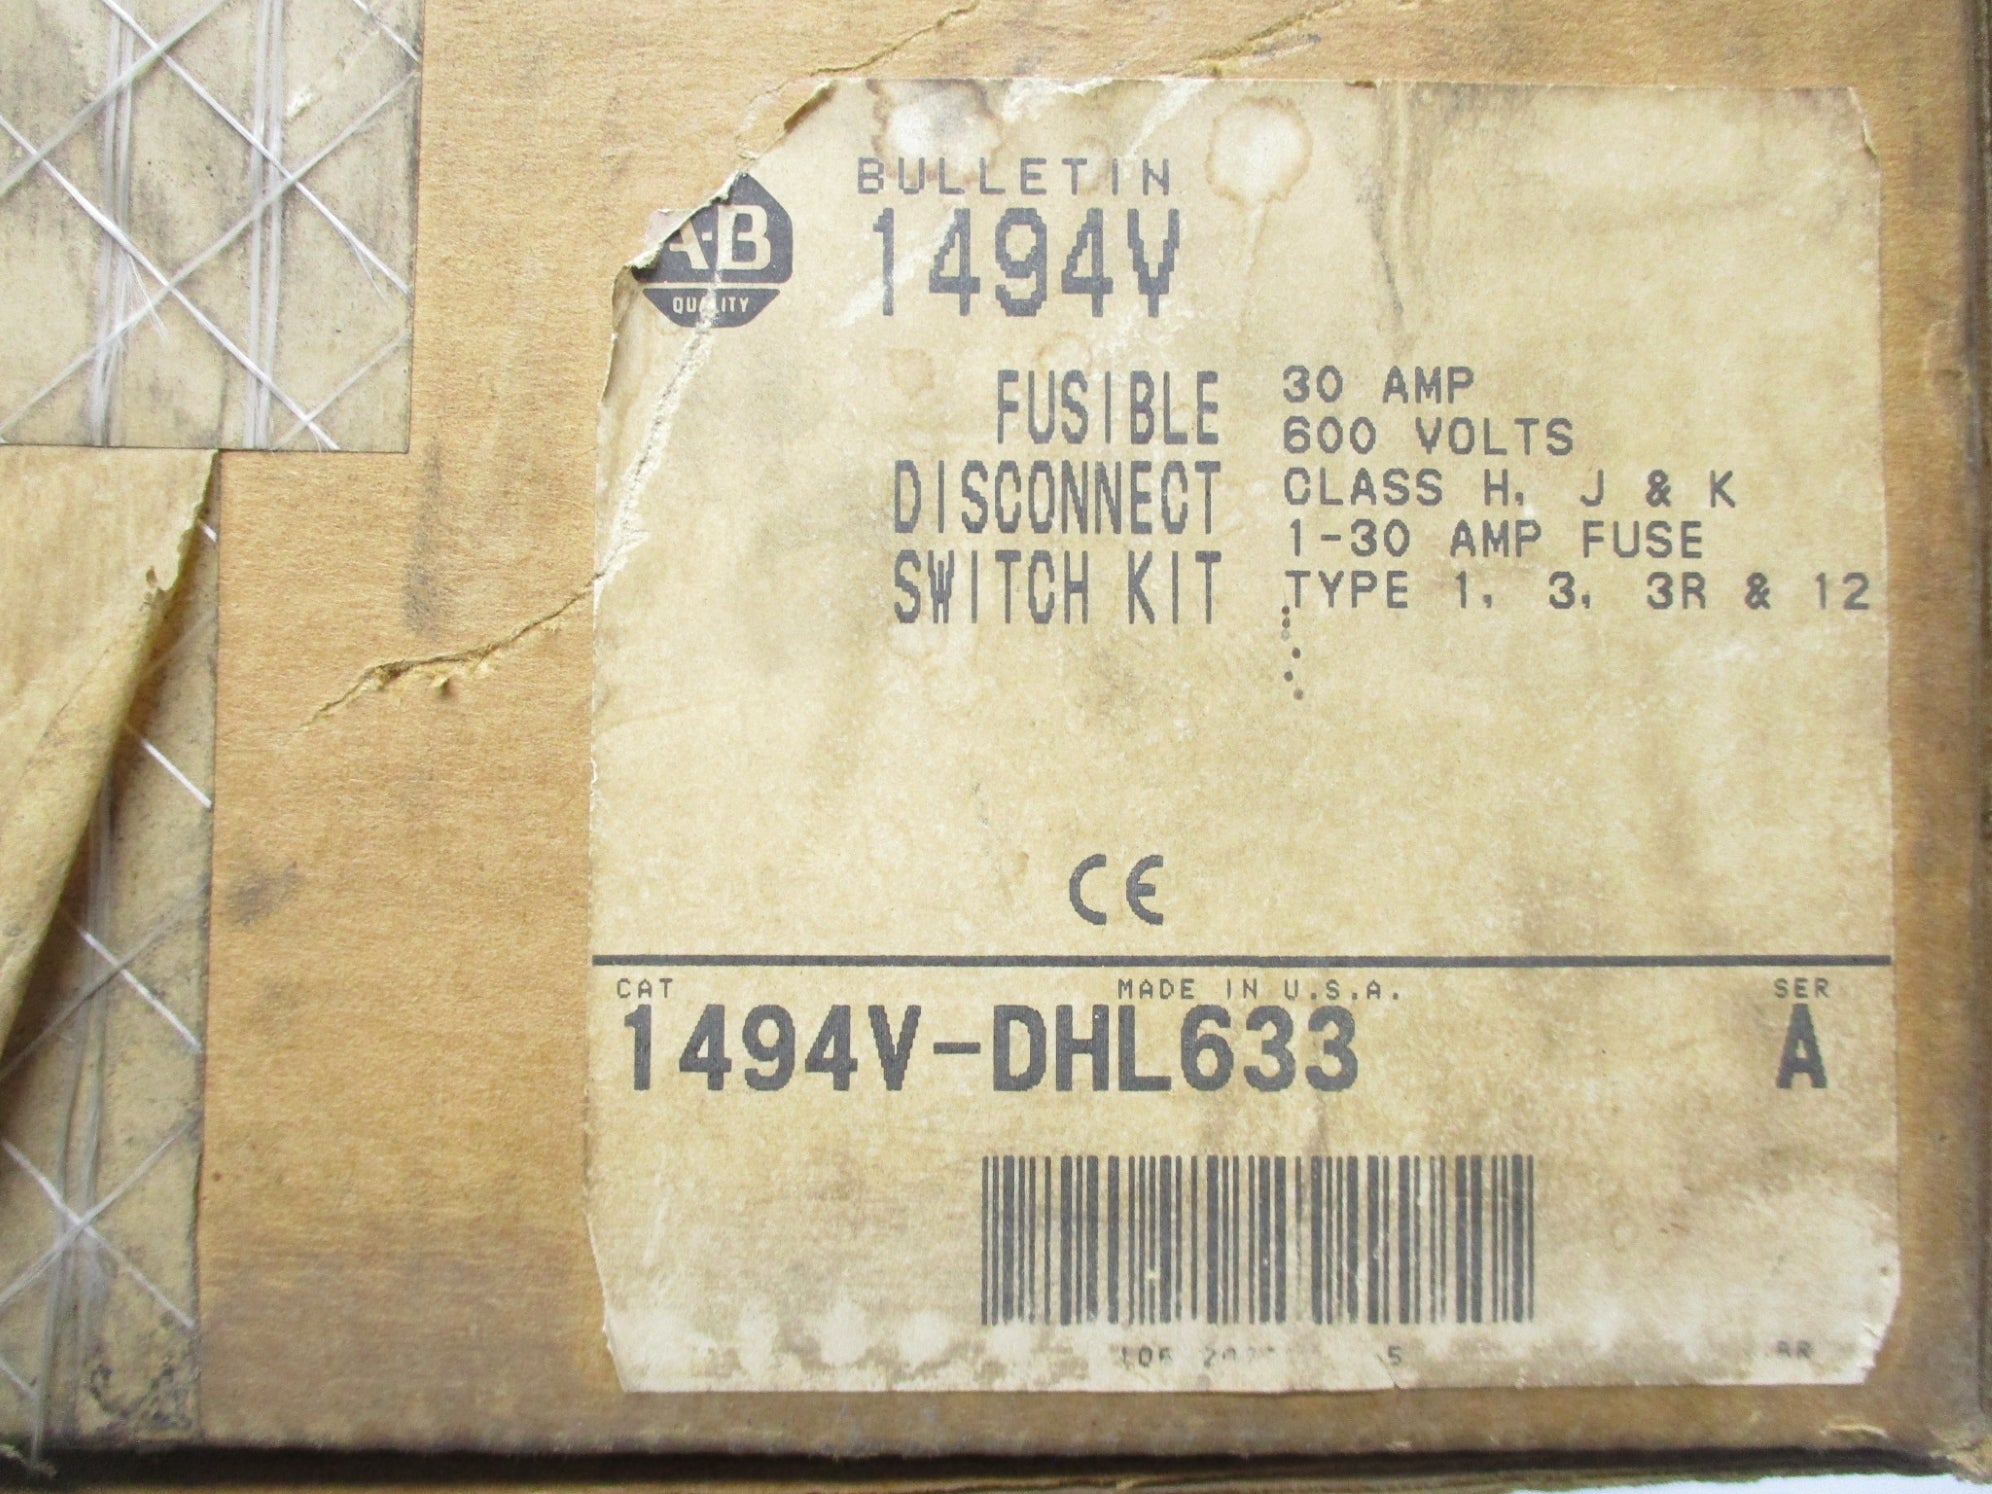 A-B
QUALITY
BULLETIN
1494V
FUSIBLE
DISCONNECT
SWITCH KIT
30 AMP
600 VOLTS
CLASS H, J & K
1-30 AMP FUSE
TYPE 1, 3, 3R & 12
CE
CAT
MADE IN U.S.A.
SER
1494V-DHL633
A